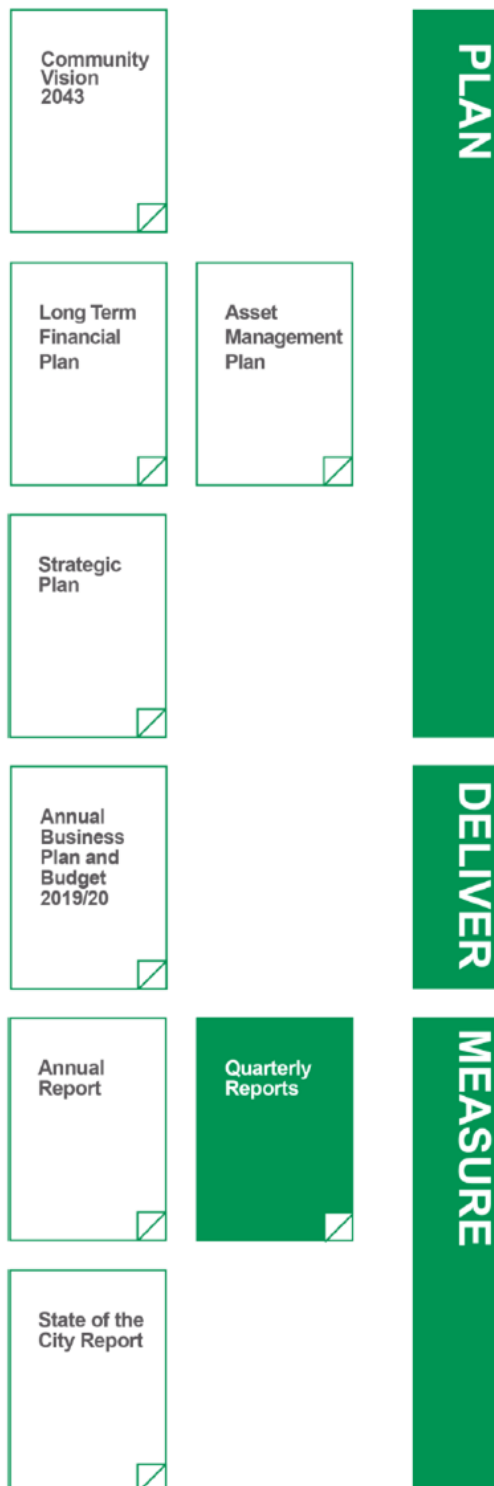 Community
Vision
2043
PLAN
Long Term
Financial
Plan
Asset
Management
Plan
Strategic
Plan
Annual
Business
Plan and
Budget
2019/20
DELIVER
Annual
Report
Quarterly
Reports
MEASURE
State of the
City Report